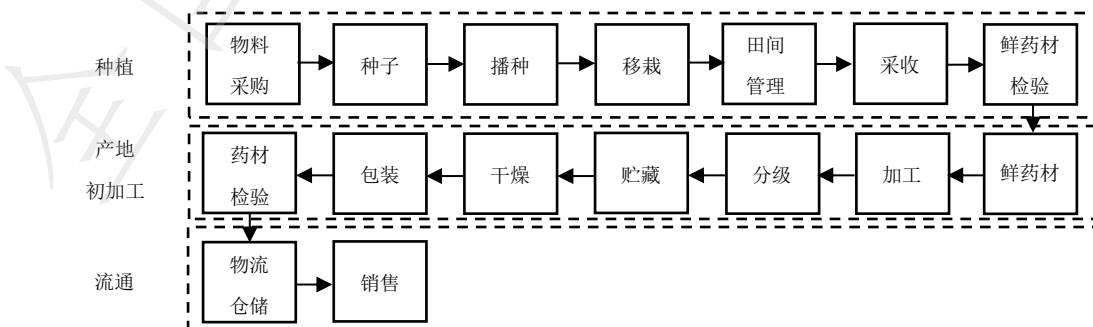 种植
物料
采购
种子
播种
移栽
田间
管理
采收
鲜药材
检验
产地
初加工
药材
检验
包装
干燥
贮藏
分级
加工
鲜药材
流通
物流
仓储
销售